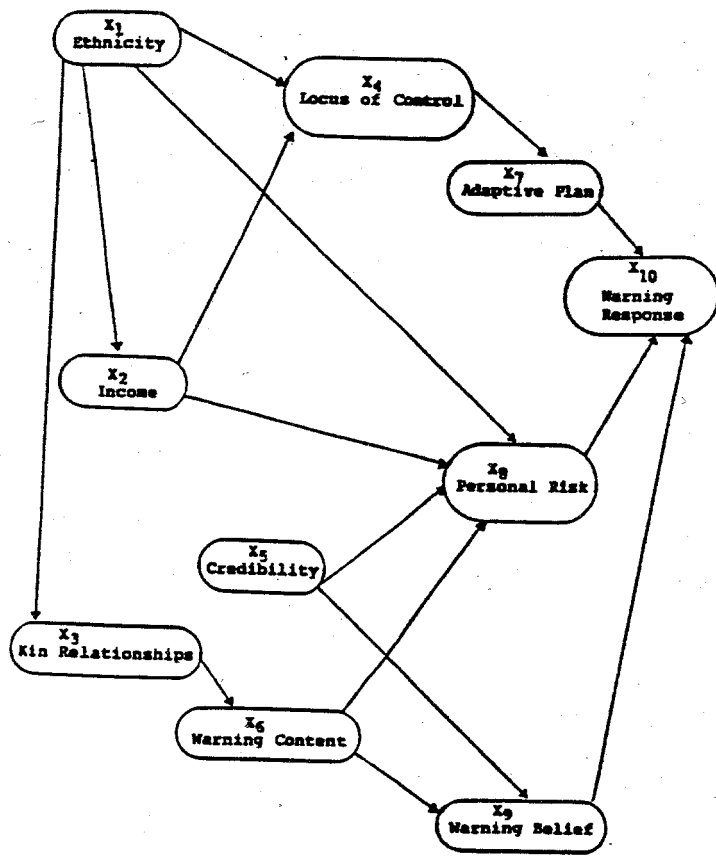 X1
Ethnicity
X4
Locus of Control
X7
Adaptive Plan
X10
Warning
Response
X2
Income
X8
Personal Risk
X5
Credibility
X3
Kin Relationships
X6
Warning Content
X9
Warning Belief